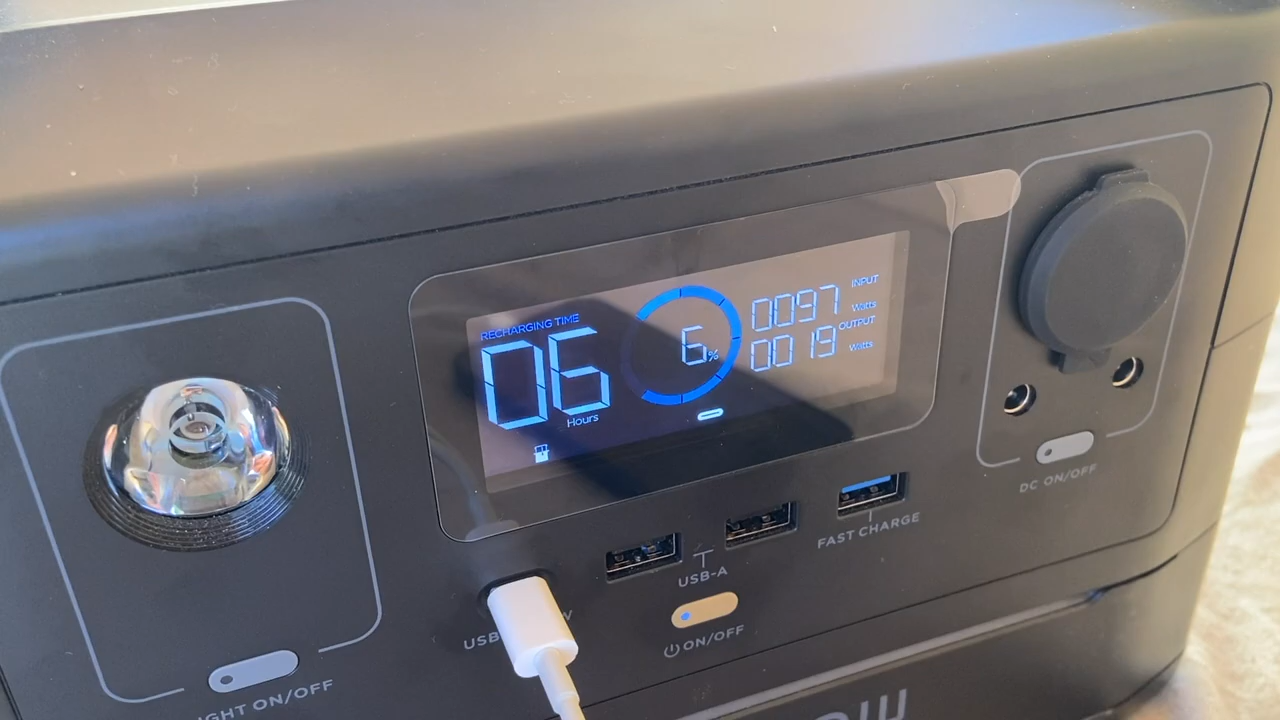 RECHARGING TIME
06
Hours
6%
INPUT
0097
Watts
OUTPUT
0019
Watts
DC ON/OFF
FAST CHARGE
USB-A
USB
ON/OFF
ON/OFF